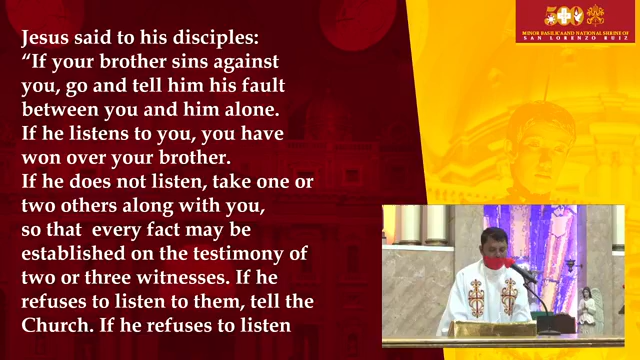 Jesus said to his disciples:
“If your brother sins against
you, go and tell him his fault
between you and him alone.
If he listens to you, you have
won over your brother.
If he does not listen, take one or
two others along with you,
so that every fact may be
established on the testimony of
two or three witnesses. If he
refuses to listen to them, tell the
Church. If he refuses to listen
500
MINOR BASILICA AND NATIONAL SHRINE OF
SAN LORENZO RUIZ